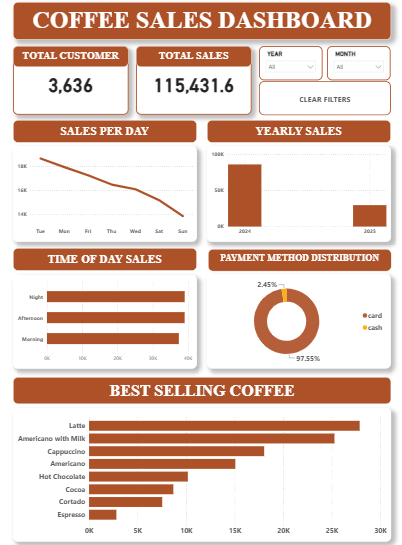 COFFEE SALES DASHBOARD
TOTAL CUSTOMER
3,636
TOTAL SALES
115,431.6
YEAR
All
MONTH
All
CLEAR FILTERS
SALES PER DAY
18K
16K
14K
Tue Mon Fri Thu Wed Sat Sun
YEARLY SALES
100K
50K
0K
2024 2025
TIME OF DAY SALES
Night
Afternoon
Morning
0K 10K 20K 30K 40K
PAYMENT METHOD DISTRIBUTION
2.45%
97.55%
card
cash
BEST SELLING COFFEE
Latte
Americano with Milk
Cappuccino
Americano
Hot Chocolate
Cocoa
Cortado
Espresso
0K 5K 10K 15K 20K 25K 30K